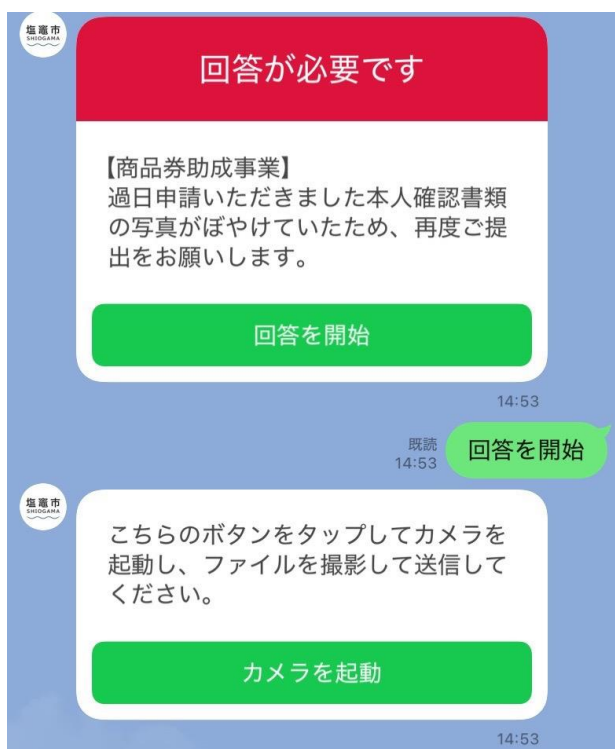 塩竈市
SHIOGAMA
回答が必要です
【商品券助成事業】
過日申請いただきました本人確認書類
の写真がぼやけていたため、再度ご提
出をお願いします。
回答を開始
14:53
既読
14:53
回答を開始
塩竈市
SHIOGAMA
こちらのボタンをタップしてカメラを
起動し、ファイルを撮影して送信して
ください。
カメラを起動
14:53